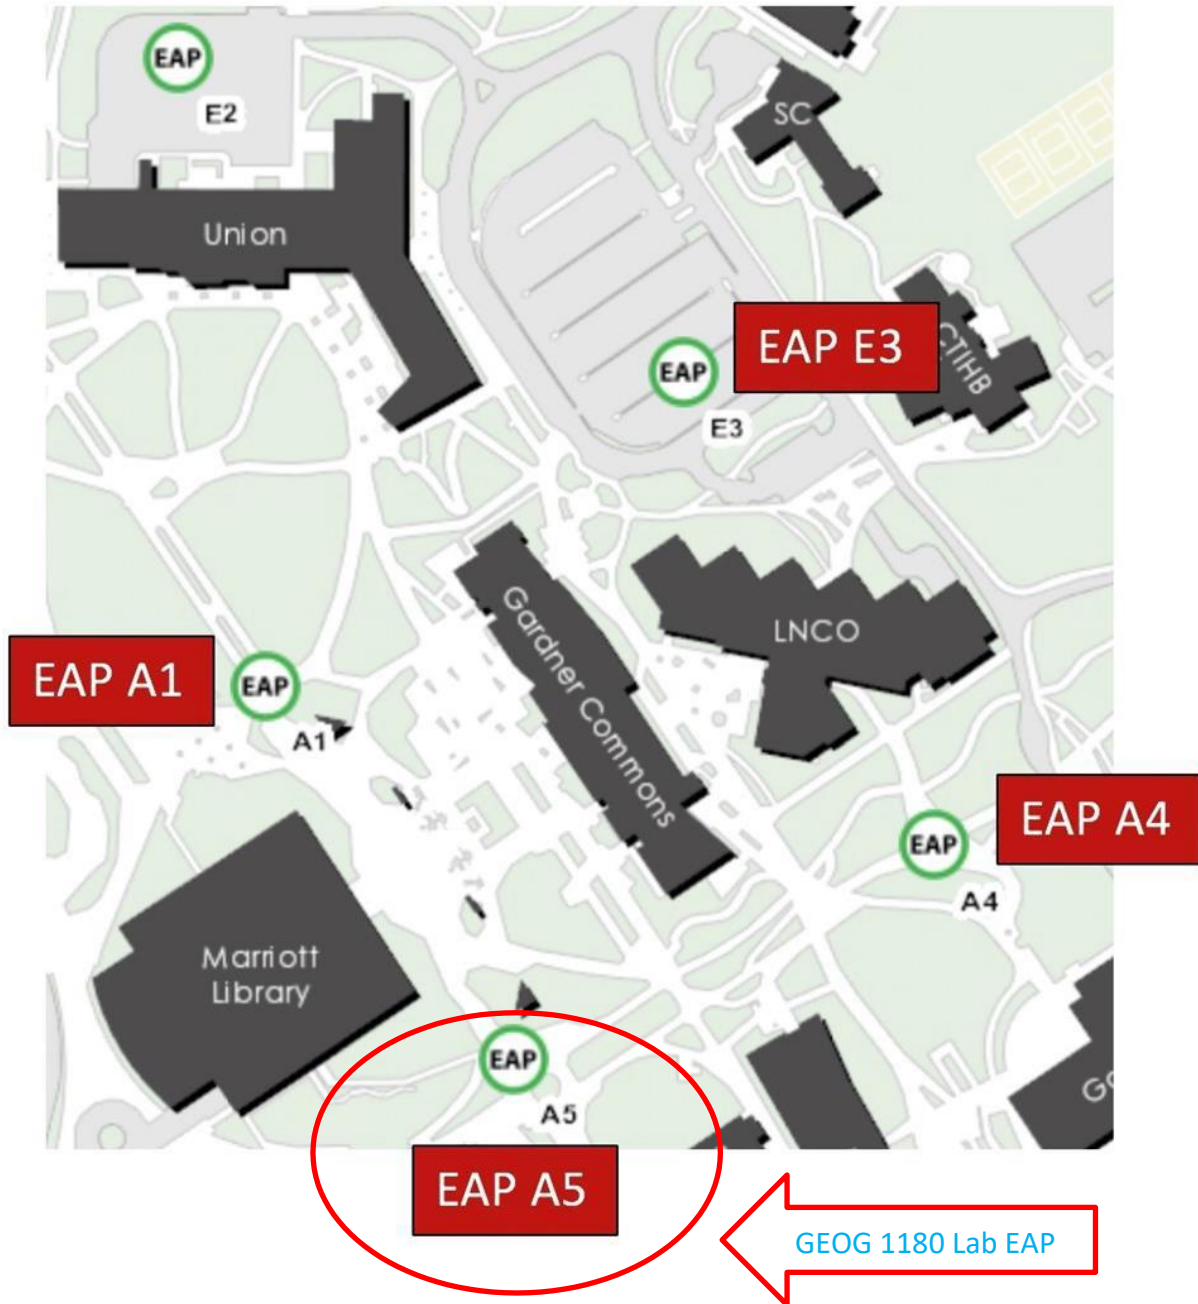 EAP
E2
SC
Union
EAP E3
CTIHB
EAP
E3
Gardner Commons
LNCO
EAP A1
EAP
A1
EAP A4
EAP
A4
Marriott
Library
EAP
A5
EAP A5
GEOG 1180 Lab EAP